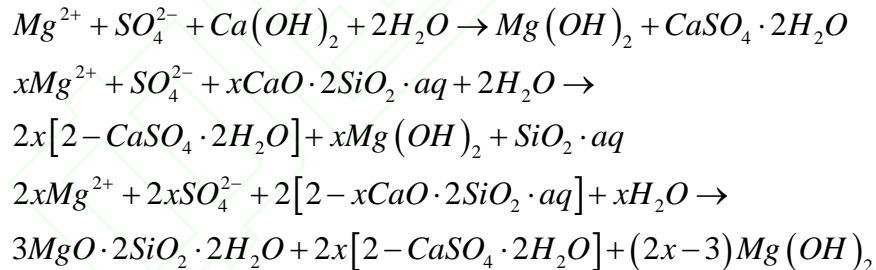 Mg²⁺ + SO₄²⁻ + Ca(OH)₂ + 2H₂O → Mg(OH)₂ + CaSO₄ · 2H₂O
xMg²⁺ + SO₄²⁻ + xCaO · 2SiO₂ · aq + 2H₂O →
2x[2 − CaSO₄ · 2H₂O] + xMg(OH)₂ + SiO₂ · aq
2xMg²⁺ + 2xSO₄²⁻ + 2[2 − xCaO · 2SiO₂ · aq] + xH₂O →
3MgO · 2SiO₂ · 2H₂O + 2x[2 − CaSO₄ · 2H₂O] + (2x − 3)Mg(OH)₂